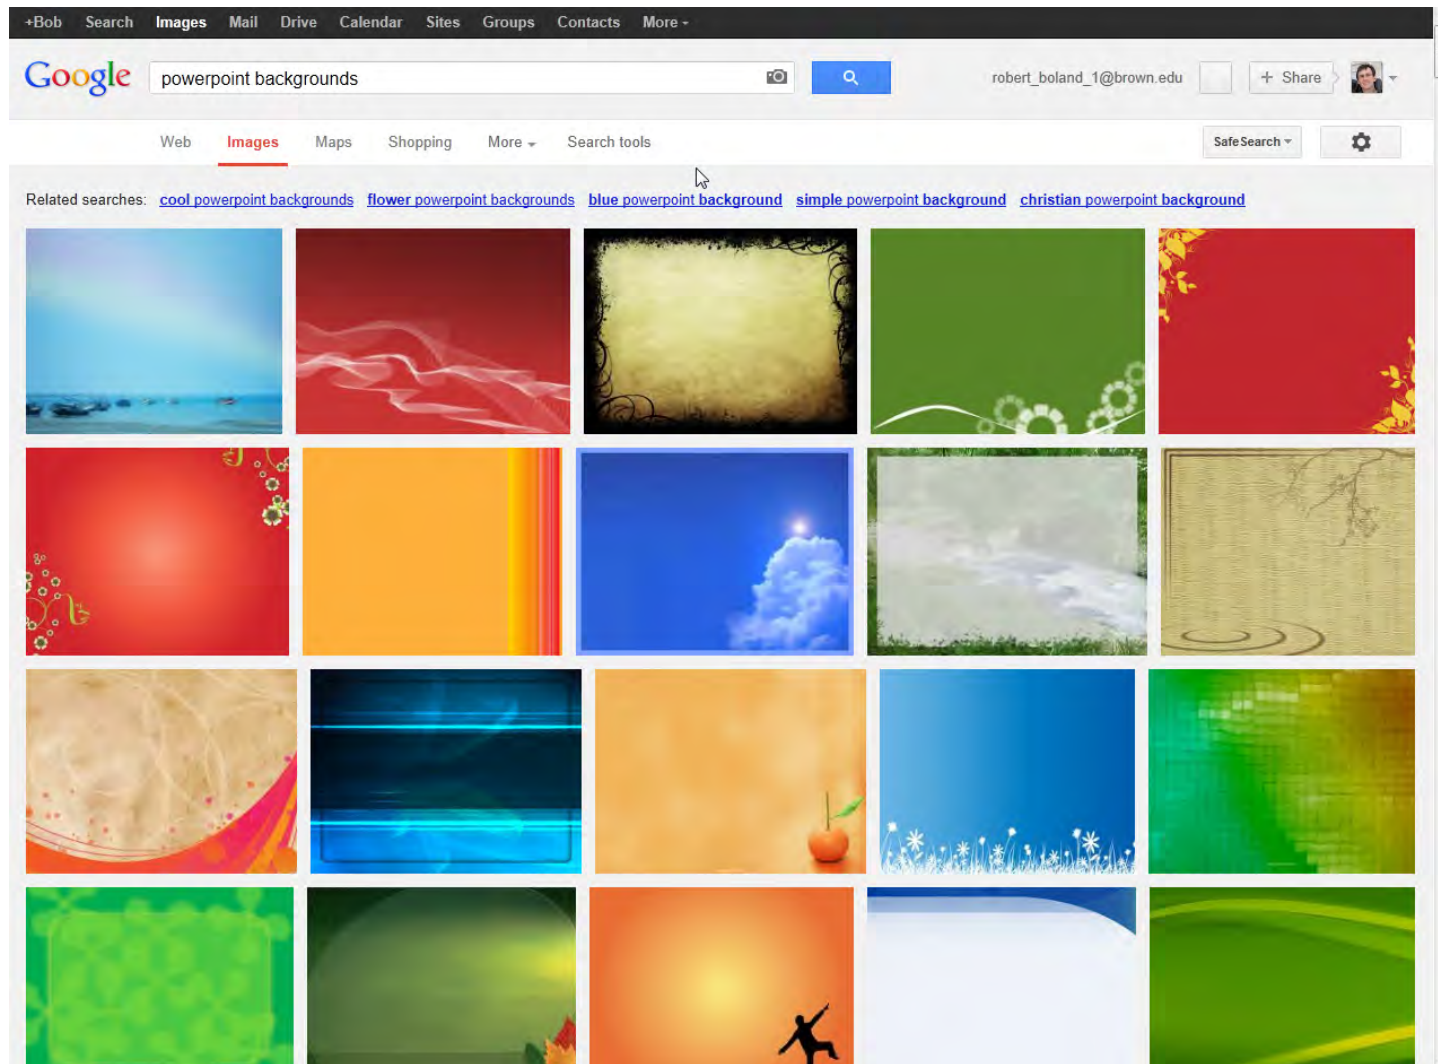 +Bob Search Images Mail Drive Calendar Sites Groups Contacts More
Google powerpoint backgrounds robert_boland_1@brown.edu + Share
Web Images Maps Shopping More Search tools SafeSearch
Related searches: cool powerpoint backgrounds flower powerpoint backgrounds blue powerpoint background simple powerpoint background christian powerpoint background